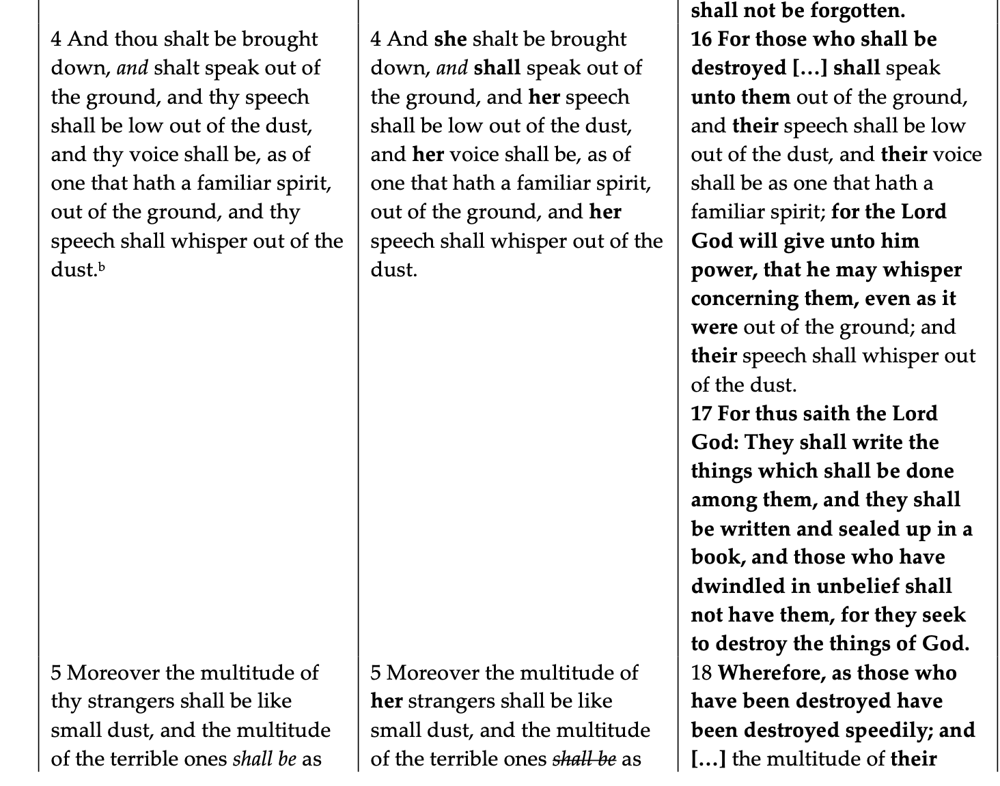 4 And thou shalt be brought
down, and shalt speak out of
the ground, and thy speech
shall be low out of the dust,
and thy voice shall be, as of
one that hath a familiar spirit,
out of the ground, and thy
speech shall whisper out of the
dust.b
5 Moreover the multitude of
thy strangers shall be like
small dust, and the multitude
of the terrible ones shall be as
4 And she shalt be brought
down, and shall speak out of
the ground, and her speech
shall be low out of the dust,
and her voice shall be, as of
one that hath a familiar spirit,
out of the ground, and her
speech shall whisper out of the
dust.
5 Moreover the multitude of
her strangers shall be like
small dust, and the multitude
of the terrible ones shall be as
shall not be forgotten.
16 For those who shall be
destroyed […] shall speak
unto them out of the ground,
and their speech shall be low
out of the dust, and their voice
shall be as one that hath a
familiar spirit; for the Lord
God will give unto him
power, that he may whisper
concerning them, even as it
were out of the ground; and
their speech shall whisper out
of the dust.
17 For thus saith the Lord
God: They shall write the
things which shall be done
among them, and they shall
be written and sealed up in a
book, and those who have
dwindled in unbelief shall
not have them, for they seek
to destroy the things of God.
18 Wherefore, as those who
have been destroyed have
been destroyed speedily; and
[…] the multitude of their